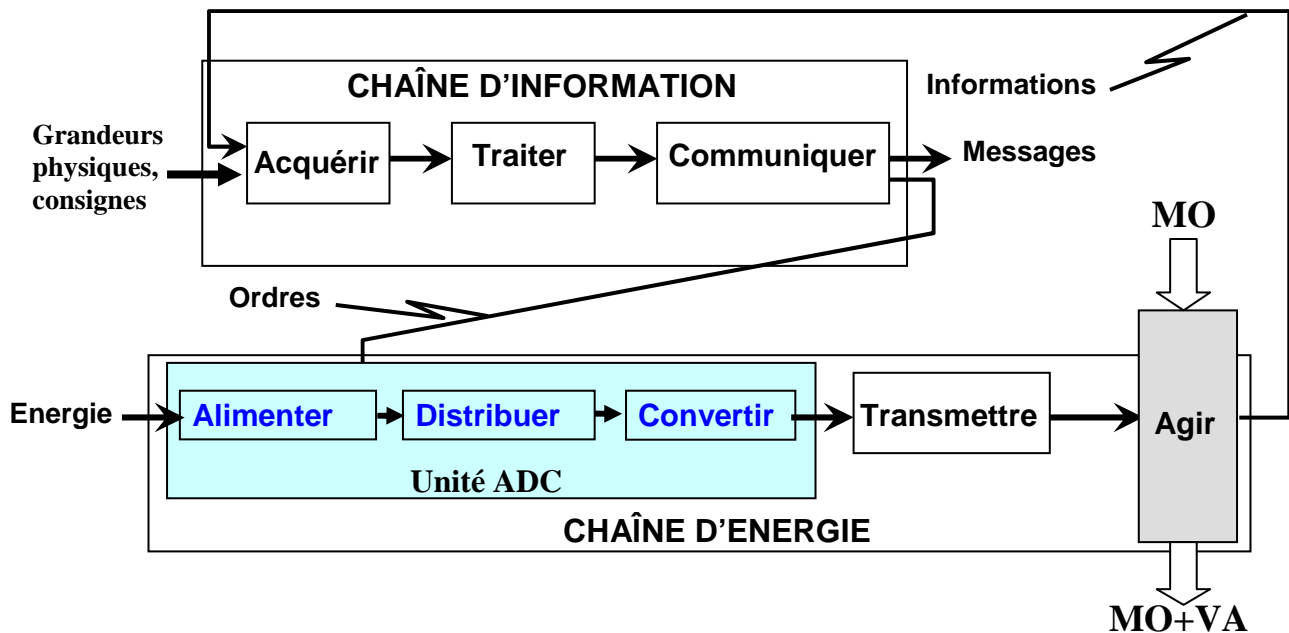 CHAÎNE D’INFORMATION
Informations
Grandeurs
physiques,
consignes
Acquérir
Traiter
Communiquer
Messages
MO
Ordres
Energie
Alimenter
Distribuer
Convertir
Transmettre
Agir
Unité ADC
CHAÎNE D’ENERGIE
MO+VA